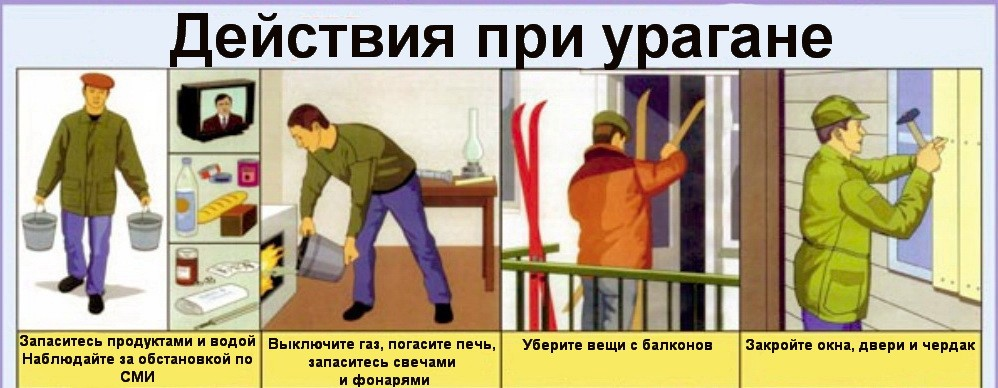 Действия при урагане
Запаситесь продуктами и водой
Наблюдайте за обстановкой по
СМИ
Выключите газ, погасите печь,
запаситесь свечами
и фонарями
Уберите вещи с балконов
Закройте окна, двери и чердак